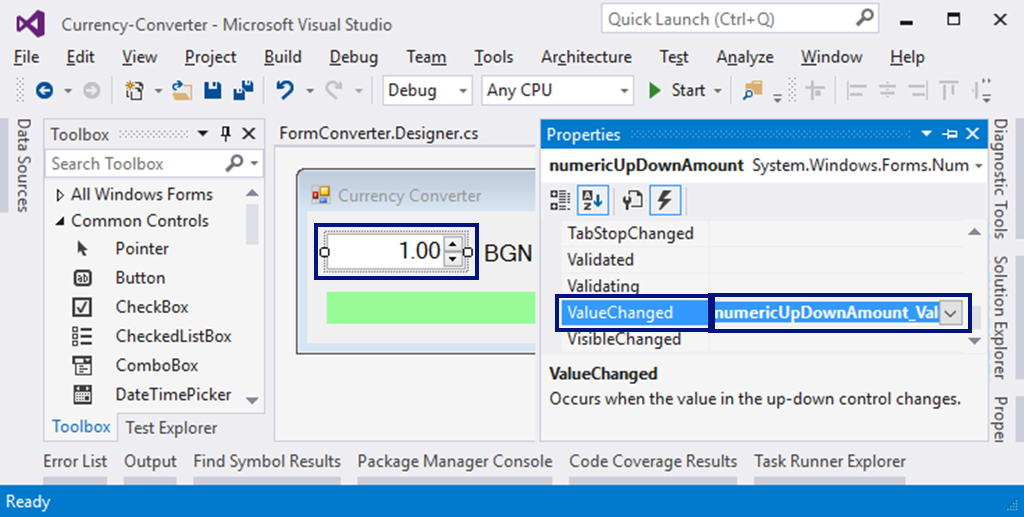 Currency-Converter - Microsoft Visual Studio
Quick Launch (Ctrl+Q)
File Edit View Project Build Debug Team Tools Architecture Test Analyze Window Help
Debug Any CPU Start
Data Sources
Toolbox
Search Toolbox
All Windows Forms
Common Controls
Pointer
Button
CheckBox
CheckedListBox
ComboBox
DateTimePicker
Toolbox Test Explorer
FormConverter.Designer.cs
Currency Converter
1.00 BGN
Properties
numericUpDownAmount System.Windows.Forms.Num
A
Z
TabStopChanged
Validated
Validating
ValueChanged numericUpDownAmount_Val
VisibleChanged
ValueChanged
Occurs when the value in the up-down control changes.
Diagnostic Tools
Solution Explorer
Proper
Error List Output Find Symbol Results Package Manager Console Code Coverage Results Task Runner Explorer
Ready